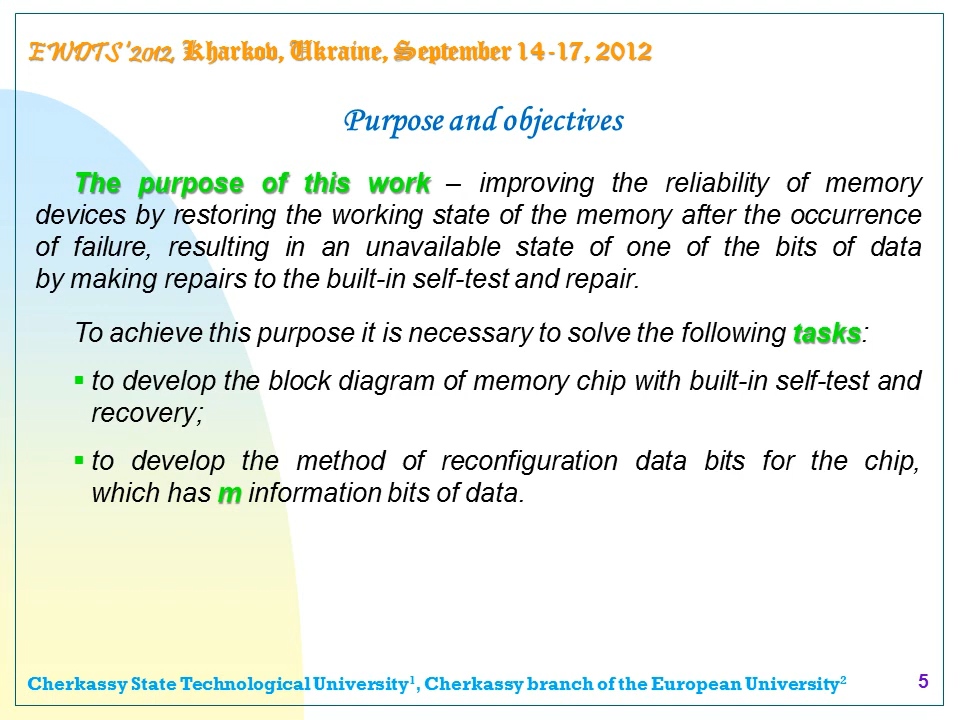 EWDTS'2012, Kharkov, Ukraine, September 14-17, 2012
Purpose and objectives
The purpose of this work – improving the reliability of memory
devices by restoring the working state of the memory after the occurrence
of failure, resulting in an unavailable state of one of the bits of data
by making repairs to the built-in self-test and repair.
To achieve this purpose it is necessary to solve the following tasks:
▪ to develop the block diagram of memory chip with built-in self-test and
recovery;
▪ to develop the method of reconfiguration data bits for the chip,
which has m information bits of data.
Cherkassy State Technological University¹, Cherkassy branch of the European University²
5